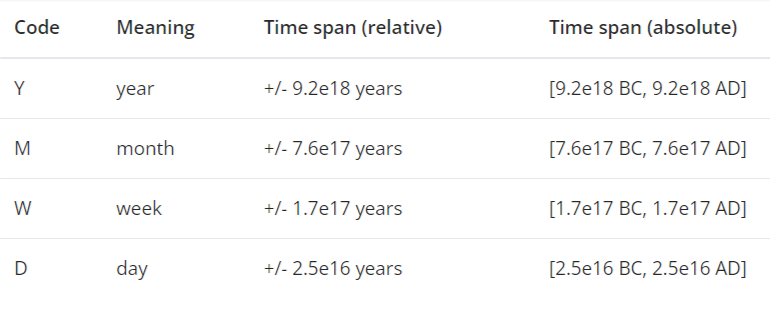 Code Meaning Time span (relative) Time span (absolute)
Y year +/- 9.2e18 years [9.2e18 BC, 9.2e18 AD]
M month +/- 7.6e17 years [7.6e17 BC, 7.6e17 AD]
W week +/- 1.7e17 years [1.7e17 BC, 1.7e17 AD]
D day +/- 2.5e16 years [2.5e16 BC, 2.5e16 AD]